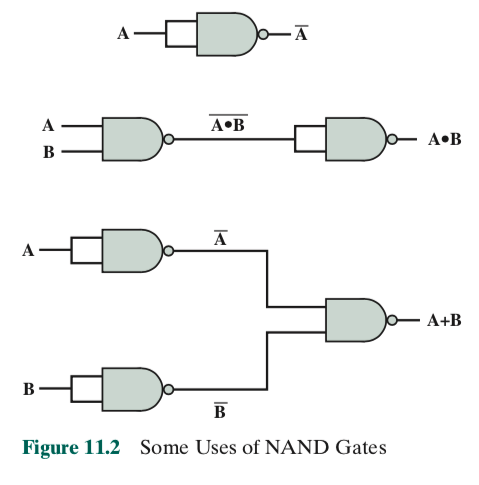 A A̅
A A̅•̅B̅
B A•B
A A̅
A+B
B B̅
Figure 11.2 Some Uses of NAND Gates